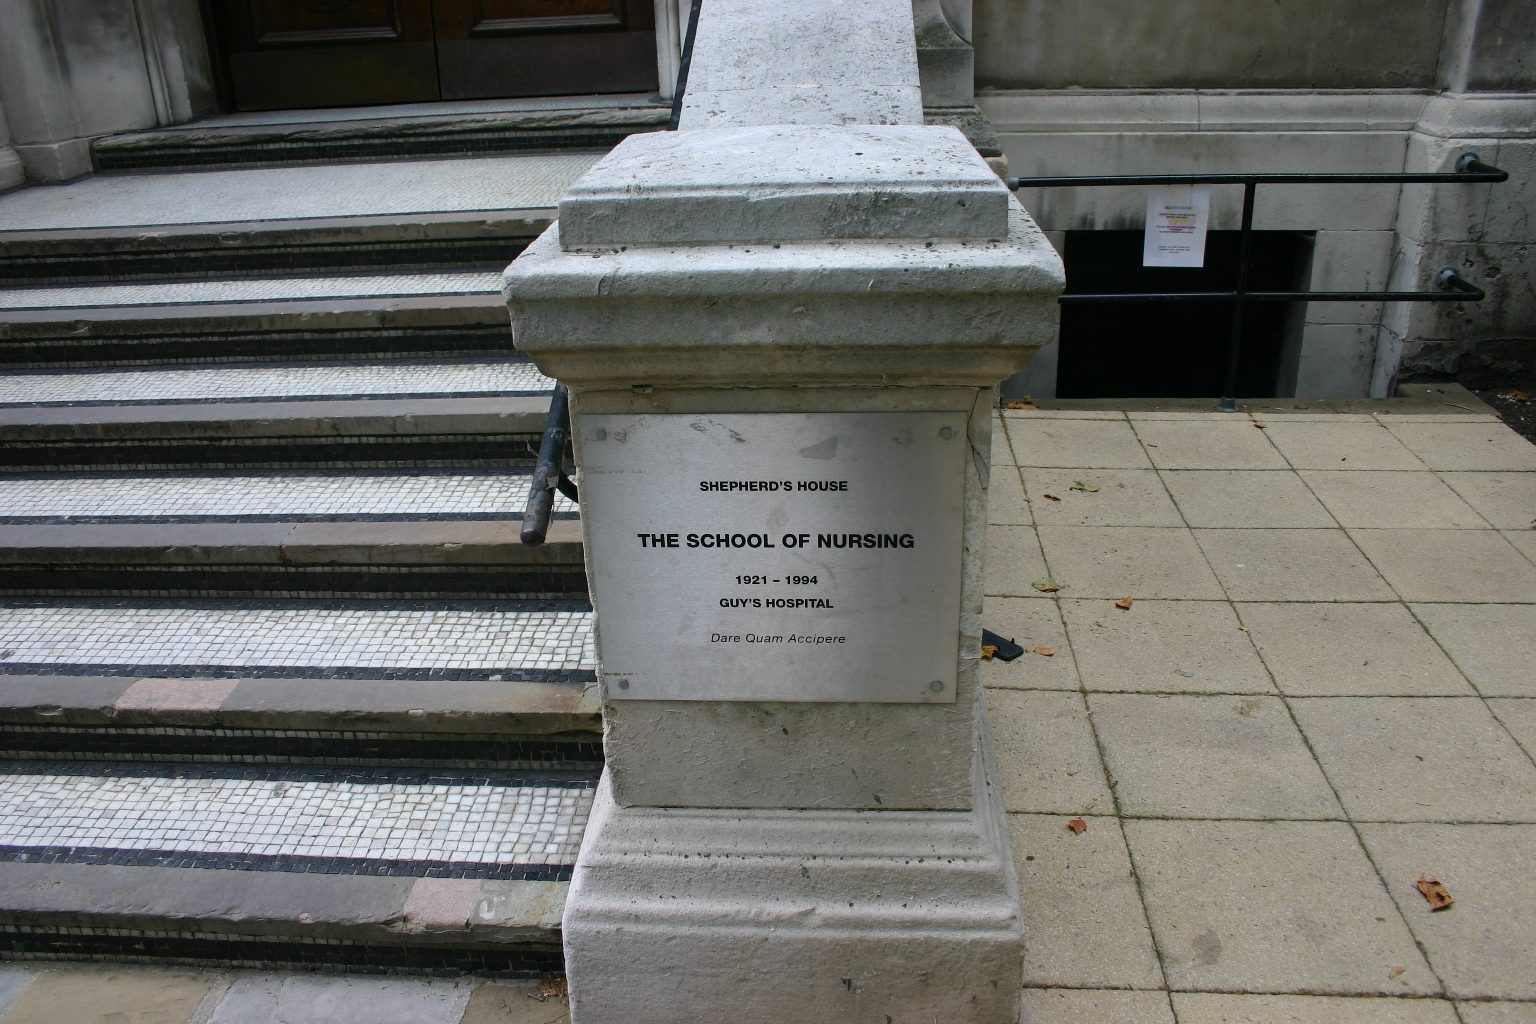 SHEPHERD'S HOUSE
THE SCHOOL OF NURSING
1921 – 1994
GUY'S HOSPITAL
Dare Quam Accipere